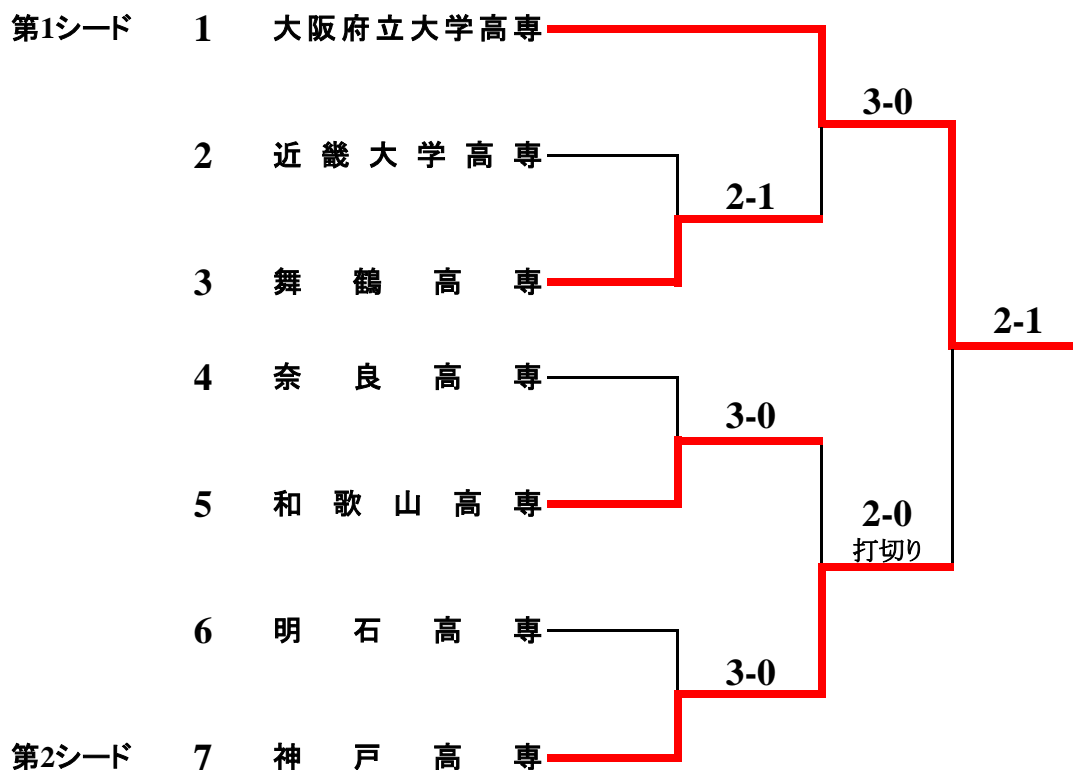 第1シード 1 大阪府立大学高専
3-0
2 近畿大学高専
2-1
3 舞鶴高専
2-1
4 奈良高専
3-0
5 和歌山高専
2-0
打切り
6 明石高専
3-0
第2シード 7 神戸高専